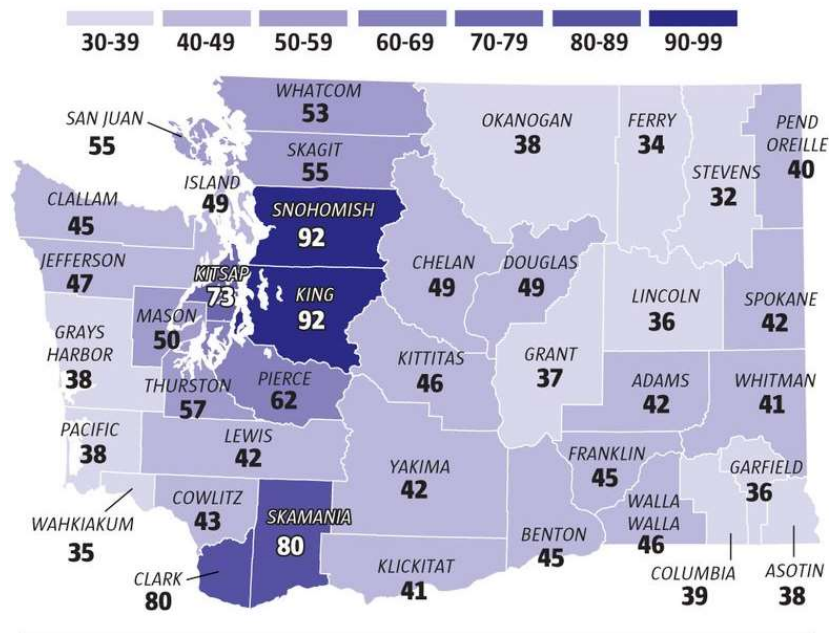 30-39 40-49 50-59 60-69 70-79 80-89 90-99
WHATCOM
53
SAN JUAN
55
OKANOGAN
38
FERRY
34
PEND
OREILLE
40
SKAGIT
55
STEVENS
32
ISLAND
49
CLALLAM
45
SNOHOMISH
92
JEFFERSON
47
KITSAP
73
CHELAN
49
DOUGLAS
49
KING
92
LINCOLN
36
SPOKANE
42
MASON
50
GRAYS
HARBOR
38
KITTITAS
46
GRANT
37
THURSTON
57
PIERCE
62
ADAMS
42
WHITMAN
41
PACIFIC
38
LEWIS
42
YAKIMA
42
FRANKLIN
45
GARFIELD
36
WAHKIAKUM
35
COWLITZ
43
SKAMANIA
80
WALLA
WALLA
46
BENTON
45
CLARK
80
KLICKITAT
41
COLUMBIA
39
ASOTIN
38